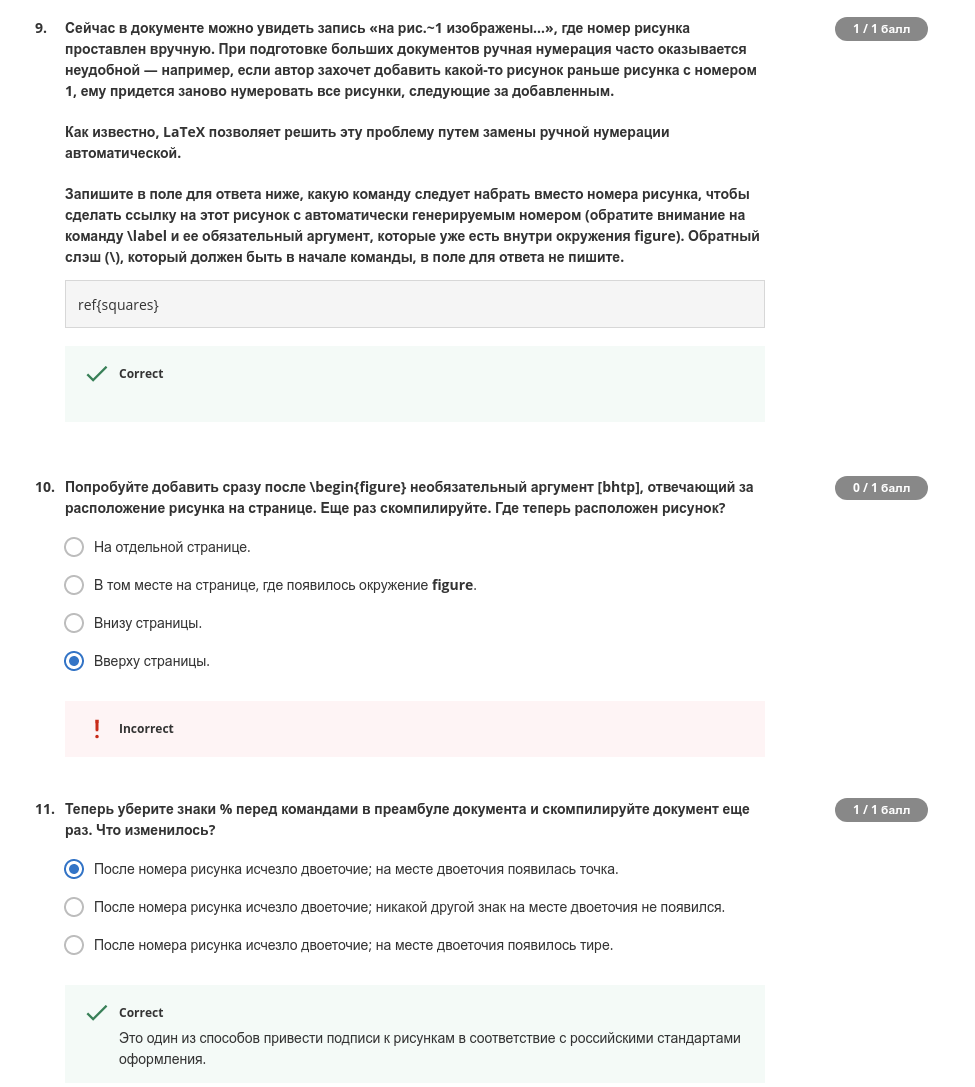 9. Сейчас в документе можно увидеть запись «на рис.~1 изображены...», где номер рисунка
1 / 1 балл
проставлен вручную. При подготовке больших документов ручная нумерация часто оказывается
неудобной — например, если автор захочет добавить какой-то рисунок раньше рисунка с номером
1, ему придется заново нумеровать все рисунки, следующие за добавленным.
Как известно, LaTeX позволяет решить эту проблему путем замены ручной нумерации
автоматической.
Запишите в поле для ответа ниже, какую команду следует набрать вместо номера рисунка, чтобы
сделать ссылку на этот рисунок с автоматически генерируемым номером (обратите внимание на
команду \label и ее обязательный аргумент, которые уже есть внутри окружения figure). Обратный
слэш (\), который должен быть в начале команды, в поле для ответа не пишите.
ref{squares}
Correct
10. Попробуйте добавить сразу после \begin{figure} необязательный аргумент [bhtp], отвечающий за
0 / 1 балл
расположение рисунка на странице. Еще раз скомпилируйте. Где теперь расположен рисунок?
На отдельной странице.
В том месте на странице, где появилось окружение figure.
Внизу страницы.
Вверху страницы.
! Incorrect
11. Теперь уберите знаки % перед командами в преамбуле документа и скомпилируйте документ еще
1 / 1 балл
раз. Что изменилось?
После номера рисунка исчезло двоеточие; на месте двоеточия появилась точка.
После номера рисунка исчезло двоеточие; никакой другой знак на месте двоеточия не появился.
После номера рисунка исчезло двоеточие; на месте двоеточия появилось тире.
Correct
Это один из способов привести подписи к рисункам в соответствие с российскими стандартами
оформления.